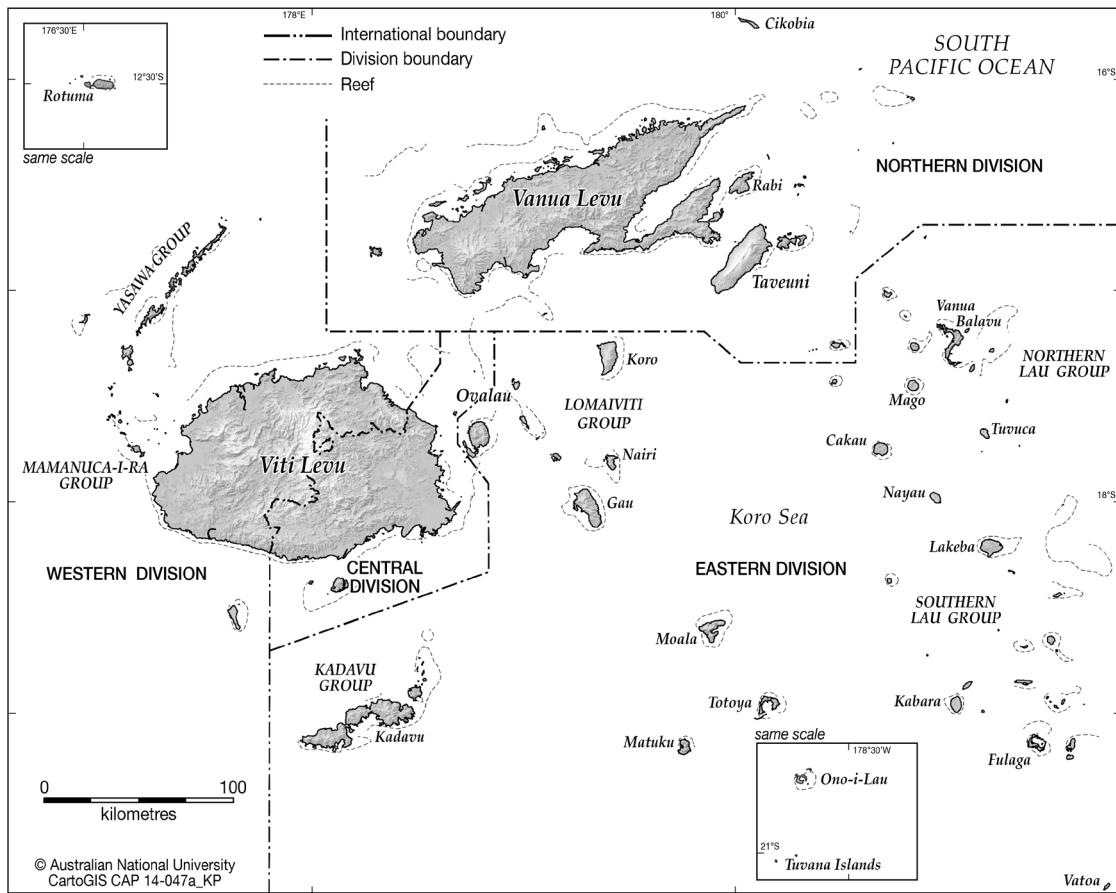 178°E
180°
176°30'E
12°30'S
Rotuma
same scale
International boundary
Division boundary
Reef
Cikobia
SOUTH
PACIFIC OCEAN
16°S
NORTHERN DIVISION
Vanua Levu
Rabi
Taveuni
YASAWA GROUP
Vanua
Balavu
NORTHERN
LAU GROUP
Koro
Ovalau
LOMAIVITI
GROUP
Mago
Tuvuca
Cakau
Nairi
MAMANUCA-I-RA
GROUP
Viti Levu
Gau
Nayau
18°S
Koro Sea
Lakeba
WESTERN DIVISION
CENTRAL
DIVISION
EASTERN DIVISION
SOUTHERN
LAU GROUP
Moala
KADAVU
GROUP
Kadavu
Totoya
Kabara
Matuku
Fulaga
same scale
178°30'W
Ono-i-Lau
21°S
Tuvana Islands
Vatoa
0 100
kilometres
© Australian National University
CartoGIS CAP 14-047a_KP